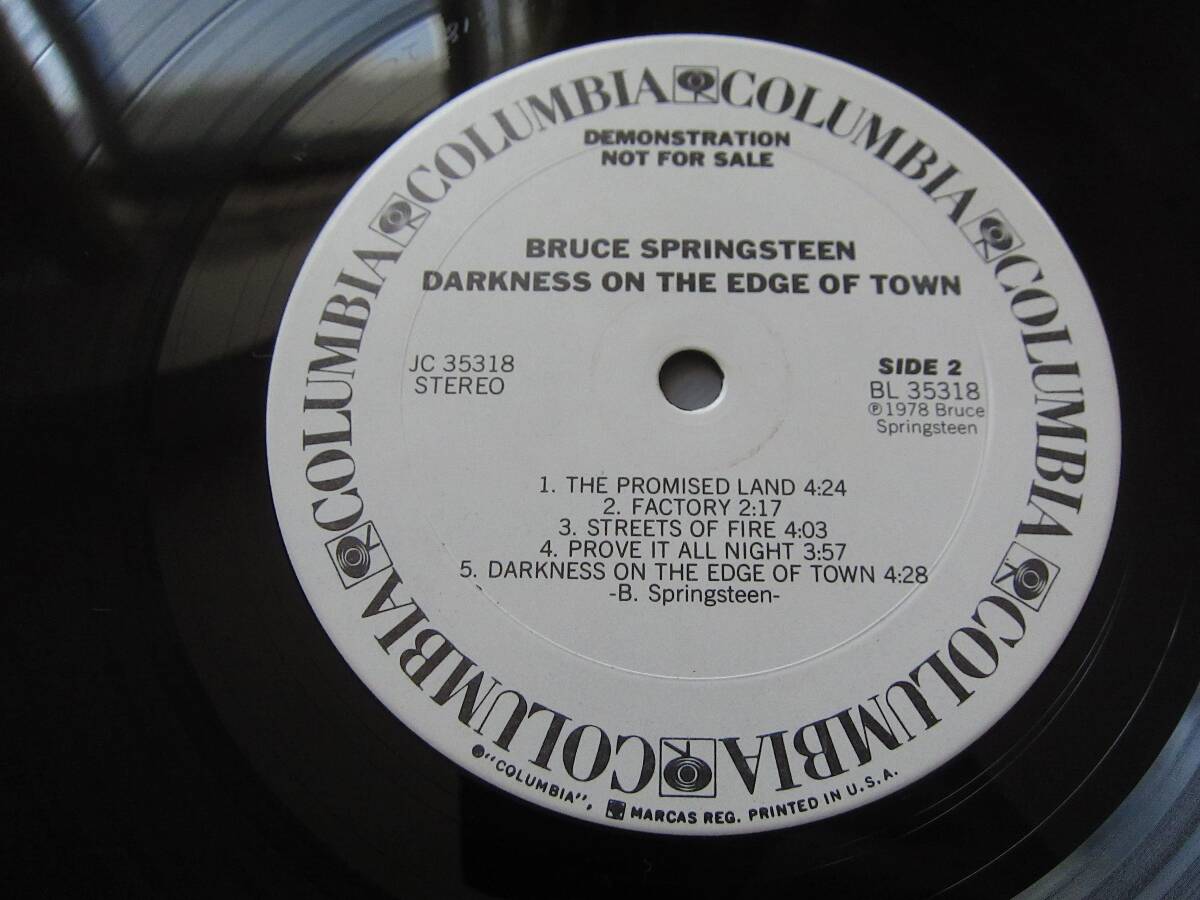 COLUMBIA COLUMBIA COLUMBIA COLUMBIA COLUMBIA COLUMBIA
DEMONSTRATION
NOT FOR SALE
BRUCE SPRINGSTEEN
DARKNESS ON THE EDGE OF TOWN
JC 35318
STEREO
SIDE 2
BL 35318
℗ 1978 Bruce
Springsteen
1. THE PROMISED LAND 4:24
2. FACTORY 2:17
3. STREETS OF FIRE 4:03
4. PROVE IT ALL NIGHT 3:57
5. DARKNESS ON THE EDGE OF TOWN 4:28
-B. Springsteen-
"COLUMBIA", MARCAS REG. PRINTED IN U.S.A.